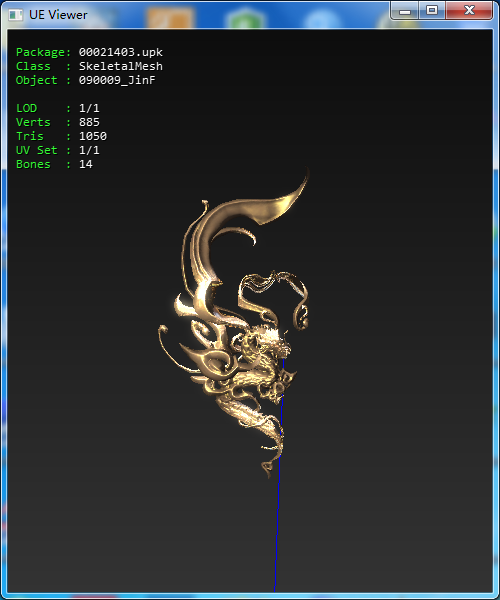 UE Viewer
Package: 00021403.upk
Class  : SkeletalMesh
Object : 090009_JinF
LOD    : 1/1
Verts  : 885
Tris   : 1050
UV Set : 1/1
Bones  : 14